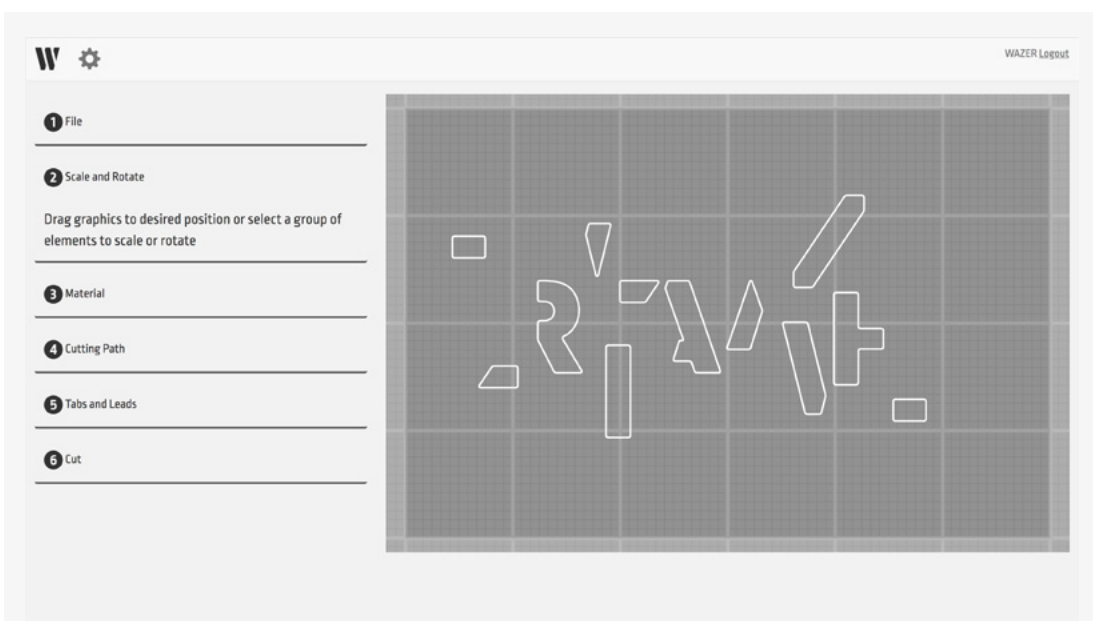 W
WAZER Logout
1 File
2 Scale and Rotate
Drag graphics to desired position or select a group of
elements to scale or rotate
3 Material
4 Cutting Path
5 Tabs and Leads
6 Cut